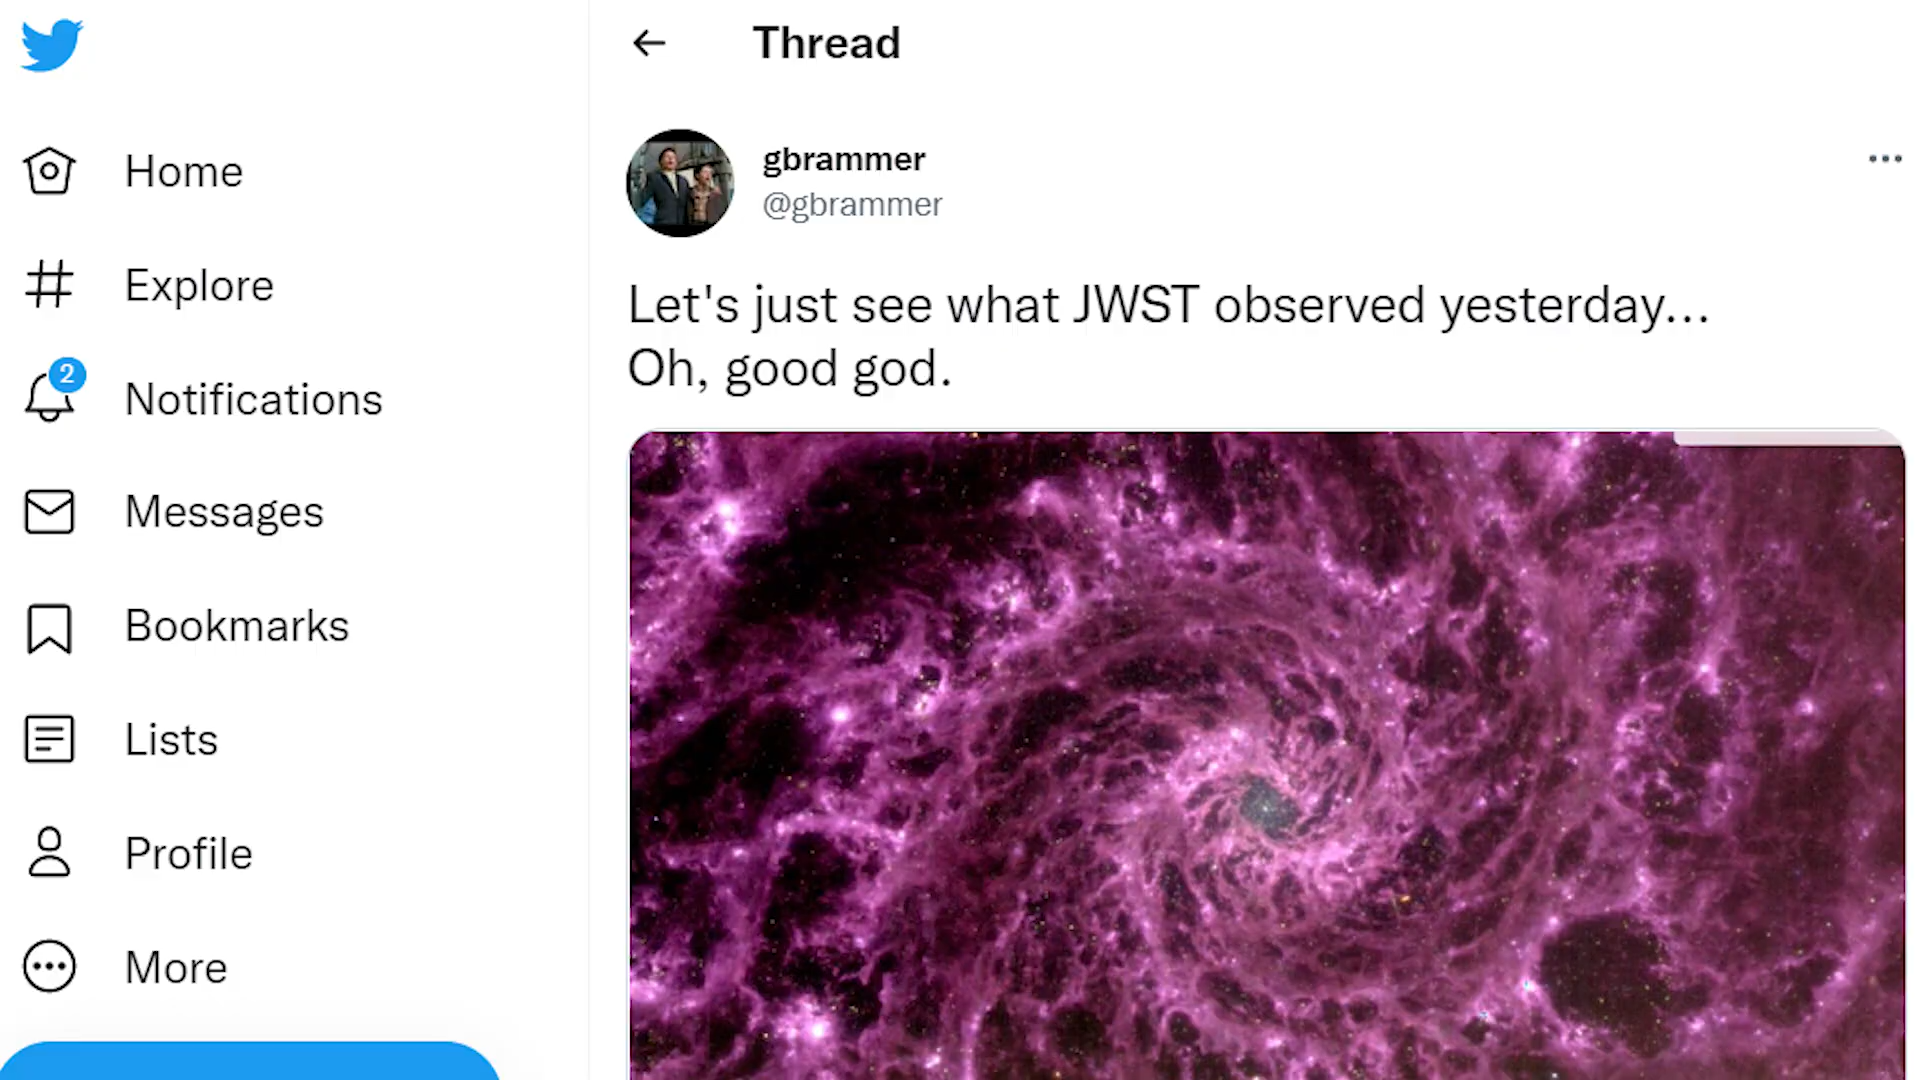 Thread
Home
Explore
2
Notifications
Messages
Bookmarks
Lists
Profile
More
gbrammer
@gbrammer
Let's just see what JWST observed yesterday...
Oh, good god.